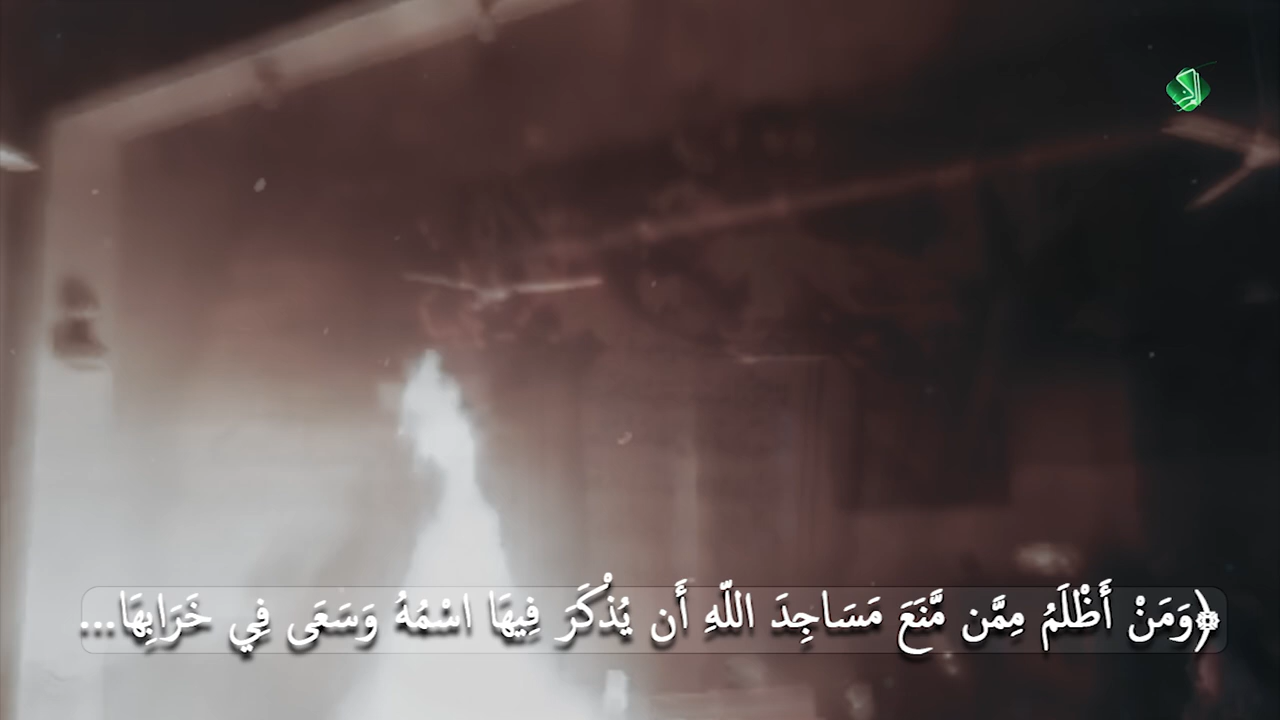 ﴿وَمَنْ أَظْلَمُ مِمَّن مَّنَعَ مَسَاجِدَ اللّهِ أَن يُذْكَرَ فِيهَا اسْمُهُ وَسَعَى فِي خَرَابِهَا...